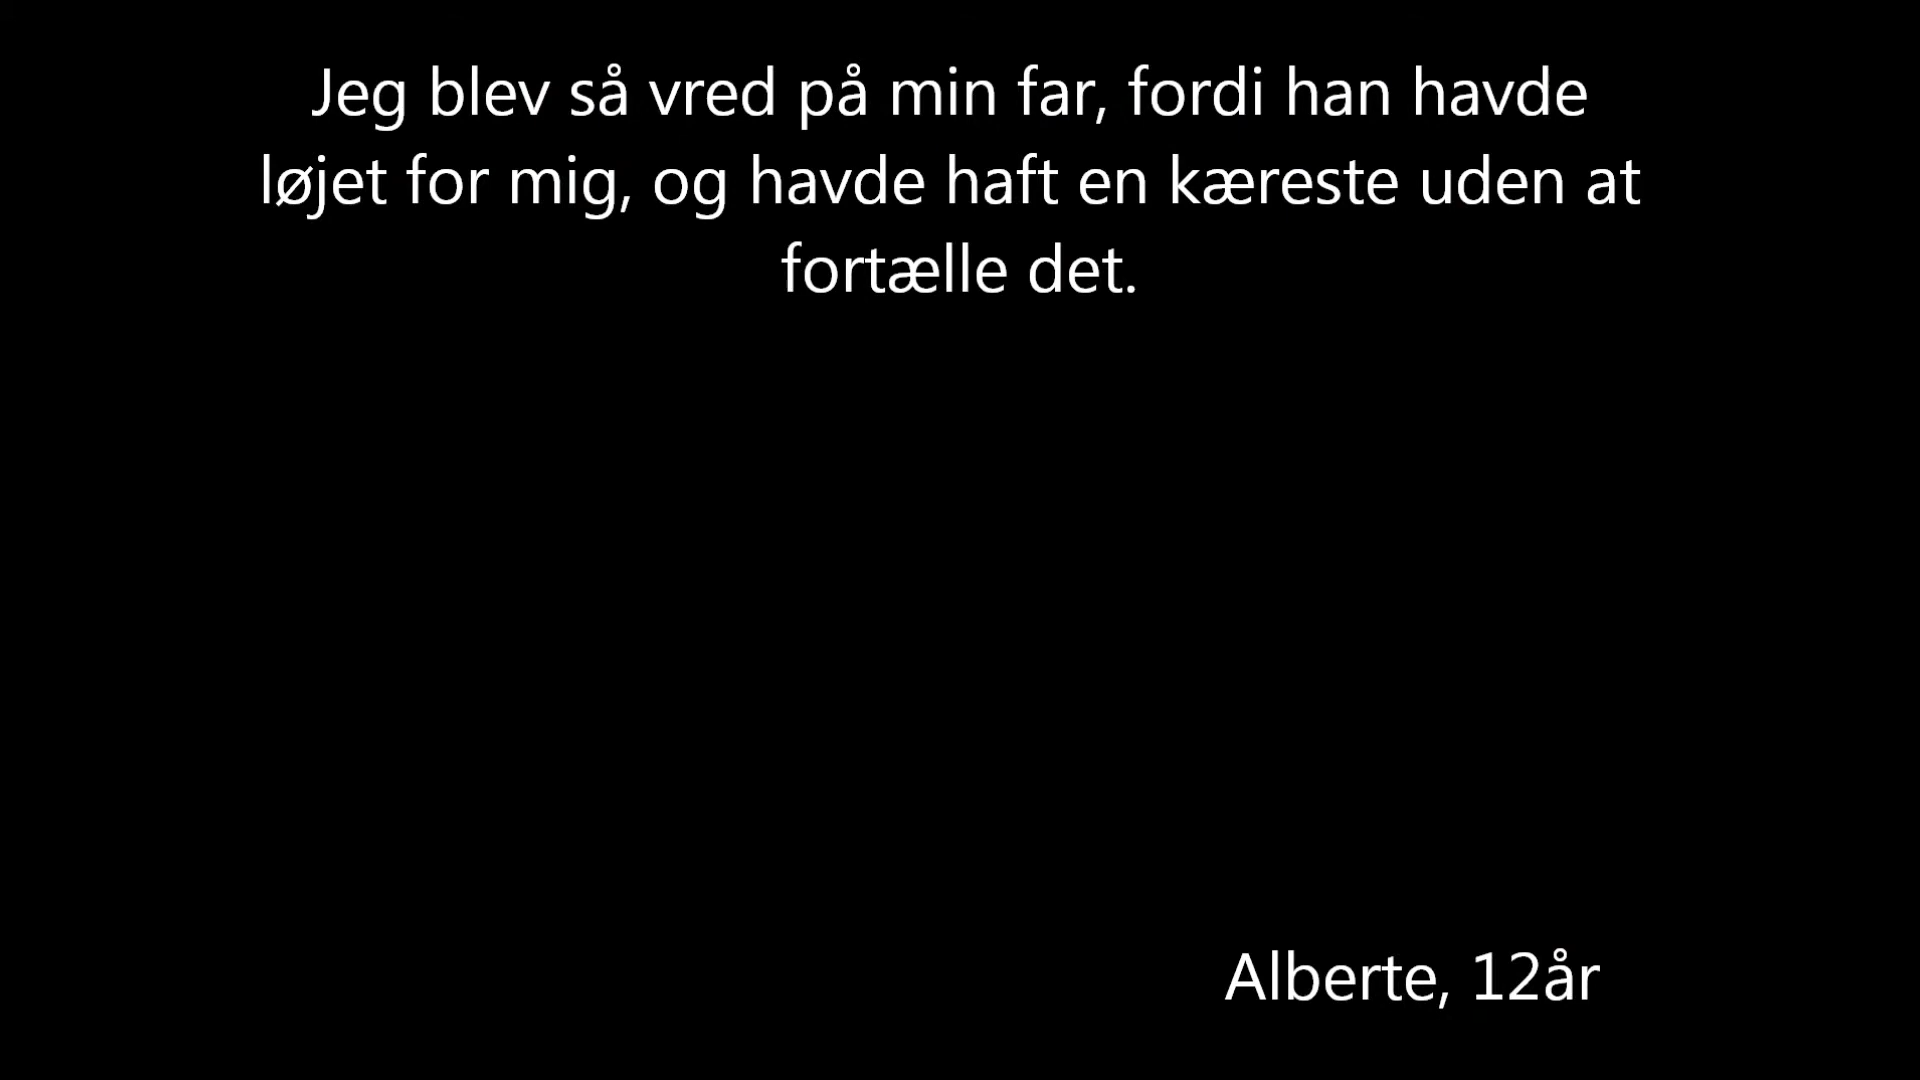 Jeg blev så vred på min far, fordi han havde
løjet for mig, og havde haft en kæreste uden at
fortælle det.
Alberte, 12år